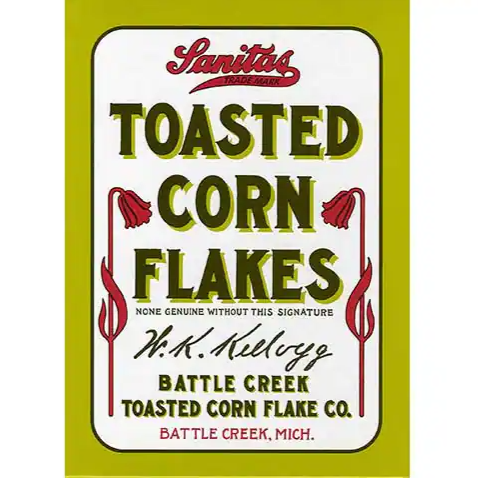 Sanitas
TRADE MARK
TOASTED
CORN
FLAKES
NONE GENUINE WITHOUT THIS SIGNATURE
W. K. Kellogg
BATTLE CREEK
TOASTED CORN FLAKE CO.
BATTLE CREEK, MICH.